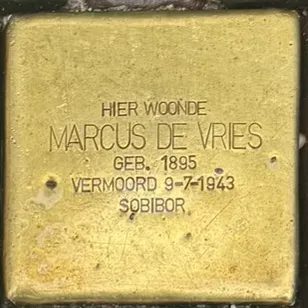 HIER WOONDE
MARCUS DE VRIES
GEB. 1895
VERMOORD 9-7-1943
SOBIBOR